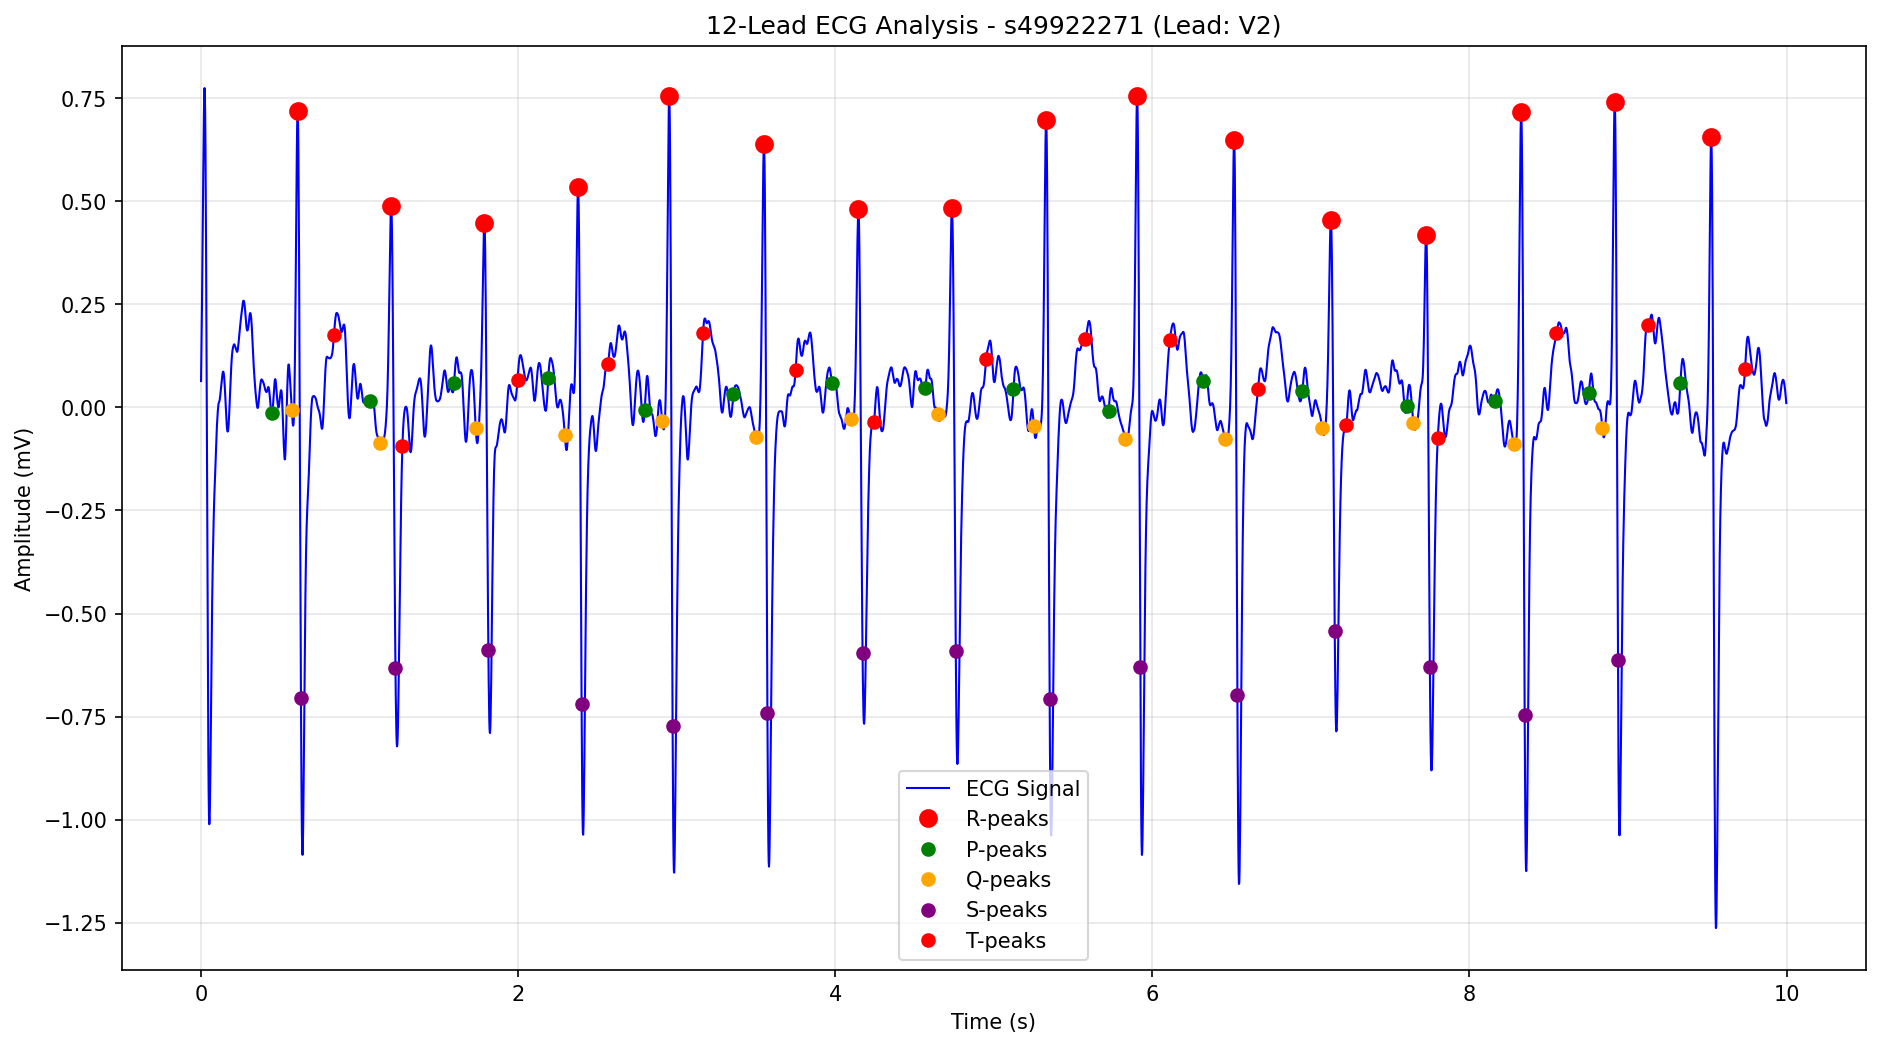 12-Lead ECG Analysis - s49922271 (Lead: V2)
Amplitude (mV)
0.75
0.50
0.25
0.00
−0.25
−0.50
−0.75
−1.00
−1.25
ECG Signal
R-peaks
P-peaks
Q-peaks
S-peaks
T-peaks
0 2 4 6 8 10
Time (s)